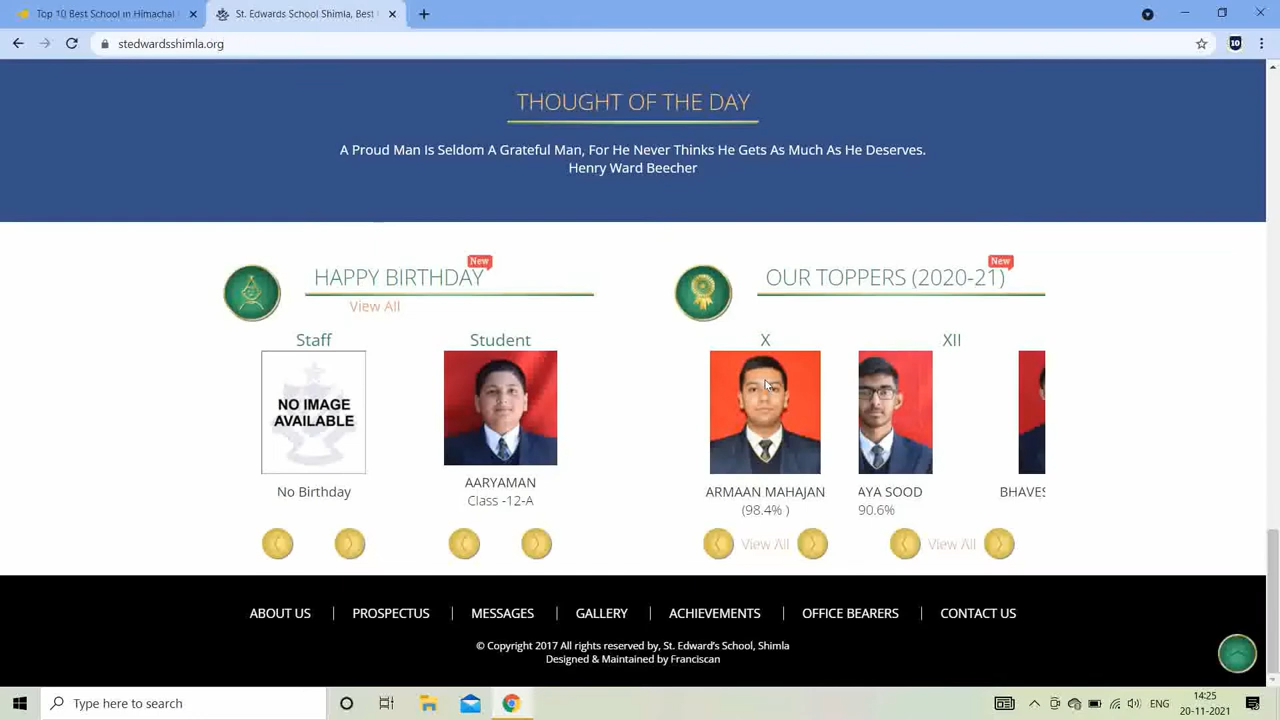 Top 10 Best School in Himachal
St. Edwards School Shimla, Best
stedwardsshimla.org
THOUGHT OF THE DAY
A Proud Man Is Seldom A Grateful Man, For He Never Thinks He Gets As Much As He Deserves.
Henry Ward Beecher
HAPPY BIRTHDAY
New
View All
Staff
Student
NO IMAGE
AVAILABLE
No Birthday
AARYAMAN
Class -12-A
OUR TOPPERS (2020-21)
New
X
XII
ARMAAN MAHAJAN
(98.4% )
AYA SOOD
90.6%
BHAVES
View All
View All
ABOUT US
PROSPECTUS
MESSAGES
GALLERY
ACHIEVEMENTS
OFFICE BEARERS
CONTACT US
© Copyright 2017 All rights reserved by, St. Edward's School, Shimla
Designed & Maintained by Franciscan
Type here to search
ENG
14:25
20-11-2021